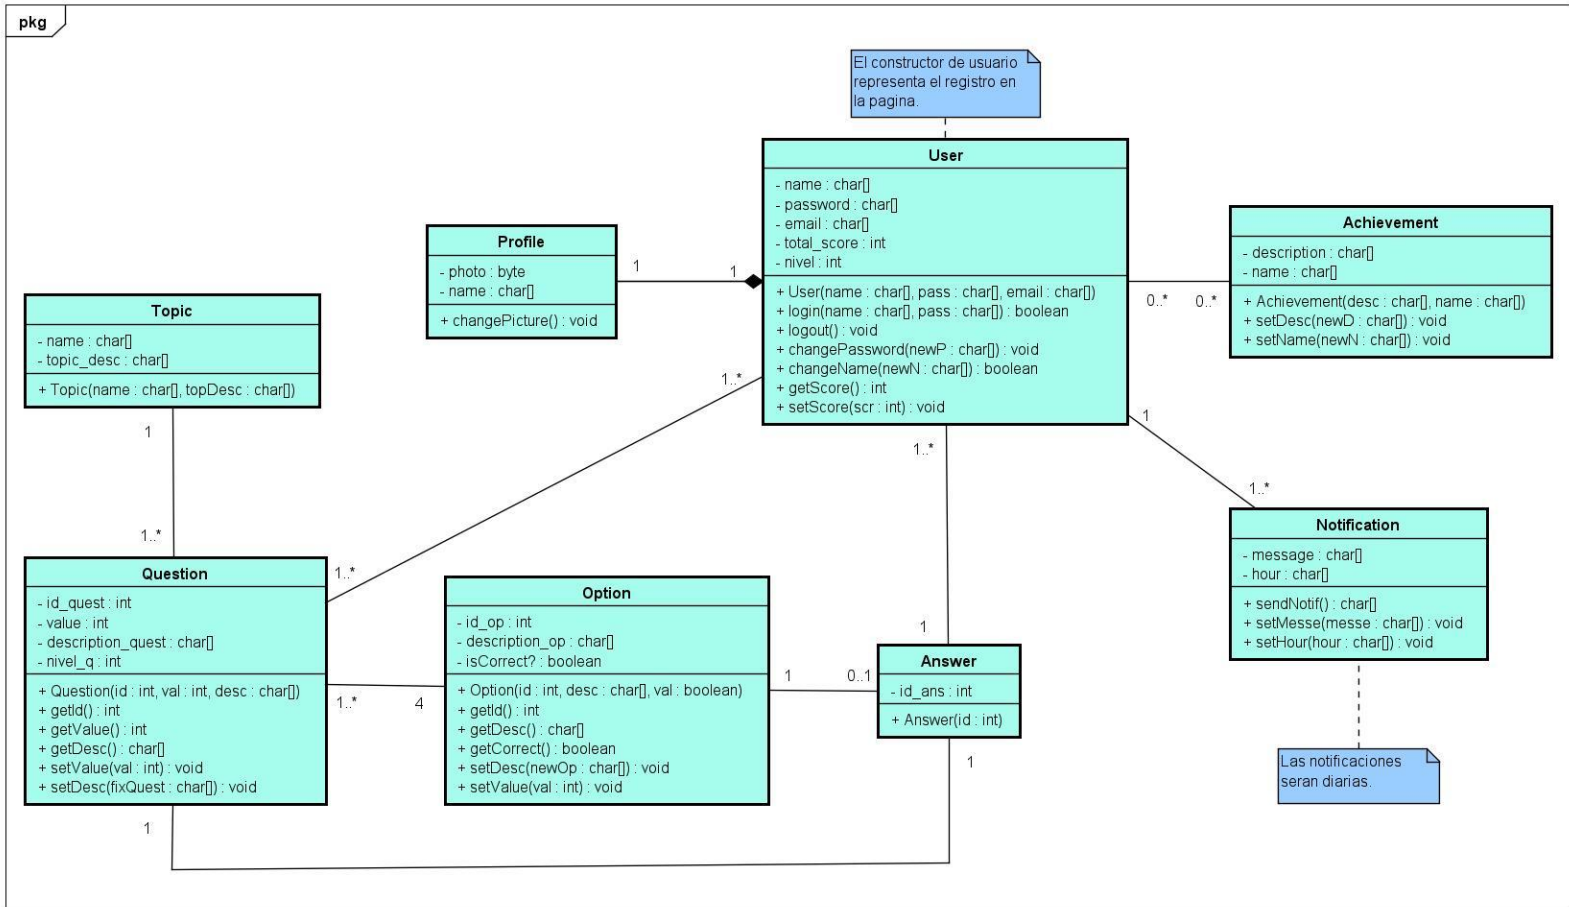 pkg
El constructor de usuario
representa el registro en
la pagina.
User
- name : char[]
- password : char[]
- email : char[]
- total_score : int
- nivel : int
+ User(name : char[], pass : char[], email : char[])
+ login(name : char[], pass : char[]) : boolean
+ logout() : void
+ changePassword(newP : char[]) : void
+ changeName(newN : char[]) : boolean
+ getScore() : int
+ setScore(scr : int) : void
Profile
- photo : byte
- name : char[]
+ changePicture() : void
1
1
Achievement
- description : char[]
- name : char[]
+ Achievement(desc : char[], name : char[])
+ setDesc(newD : char[]) : void
+ setName(newN : char[]) : void
0..*
0..*
Topic
- name : char[]
- topic_desc : char[]
+ Topic(name : char[], topDesc : char[])
1
1..*
1..*
1..*
1..*
1
1
1..*
Notification
- message : char[]
- hour : char[]
+ sendNotif() : char[]
+ setMesse(messe : char[]) : void
+ setHour(hour : char[]) : void
Las notificaciones
seran diarias.
Question
- id_quest : int
- value : int
- description_quest : char[]
- nivel_q : int
+ Question(id : int, val : int, desc : char[])
+ getId() : int
+ getValue() : int
+ getDesc() : char[]
+ setValue(val : int) : void
+ setDesc(fixQuest : char[]) : void
1..*
4
Option
- id_op : int
- description_op : char[]
- isCorrect? : boolean
+ Option(id : int, desc : char[], val : boolean)
+ getId() : int
+ getDesc() : char[]
+ getCorrect() : boolean
+ setDesc(newOp : char[]) : void
+ setValue(val : int) : void
1
0..1
Answer
- id_ans : int
+ Answer(id : int)
1
1